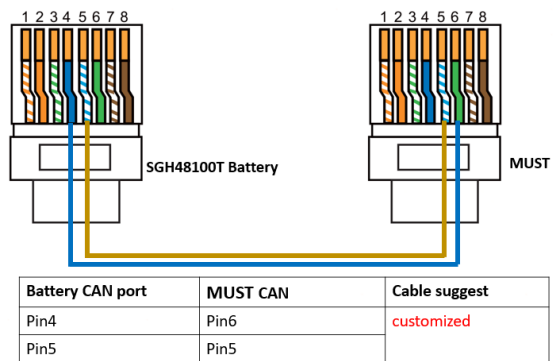 1 2 3 4 5 6 7 8
1 2 3 4 5 6 7 8
SGH48100T Battery
MUST
Battery CAN port MUST CAN Cable suggest
Pin4 Pin6 customized
Pin5 Pin5